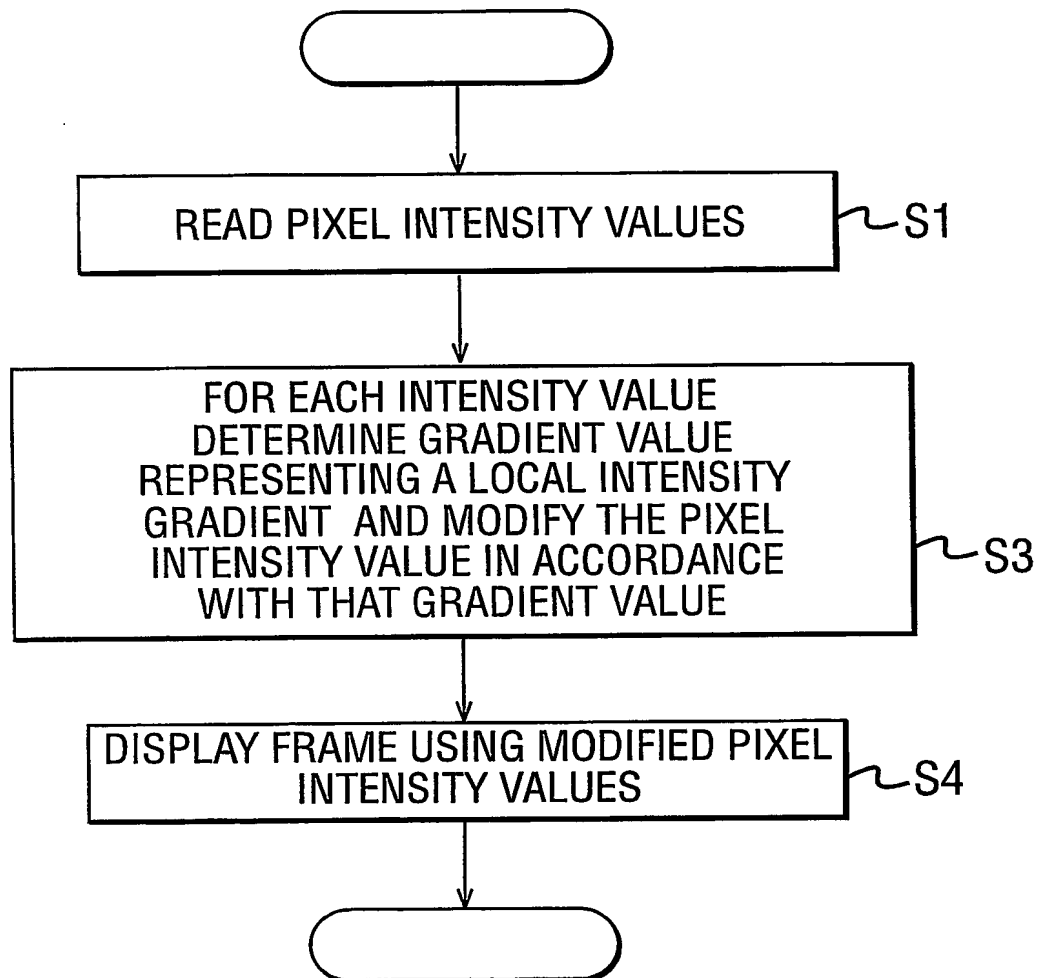 READ PIXEL INTENSITY VALUES
S1
FOR EACH INTENSITY VALUE
DETERMINE GRADIENT VALUE
REPRESENTING A LOCAL INTENSITY
GRADIENT AND MODIFY THE PIXEL
INTENSITY VALUE IN ACCORDANCE
WITH THAT GRADIENT VALUE
S3
DISPLAY FRAME USING MODIFIED PIXEL
INTENSITY VALUES
S4